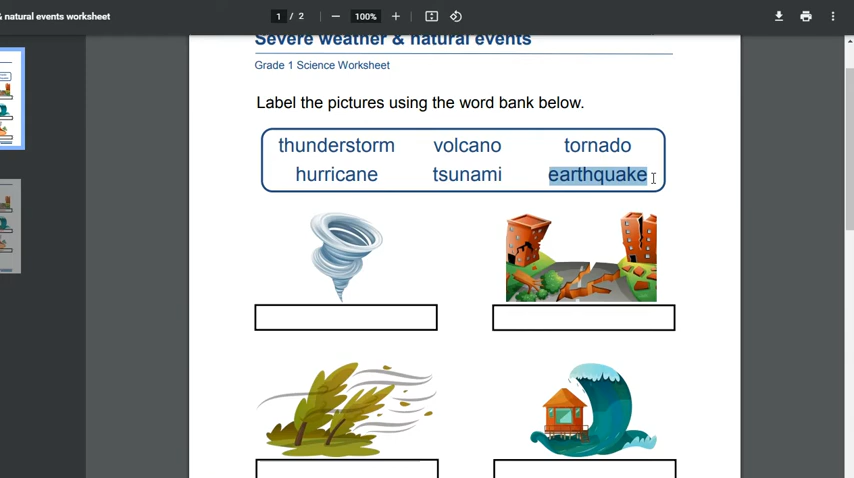 & natural events worksheet
1 / 2
100%
Severe weather & natural events
Grade 1 Science Worksheet
Label the pictures using the word bank below.
thunderstorm volcano tornado
hurricane tsunami earthquake